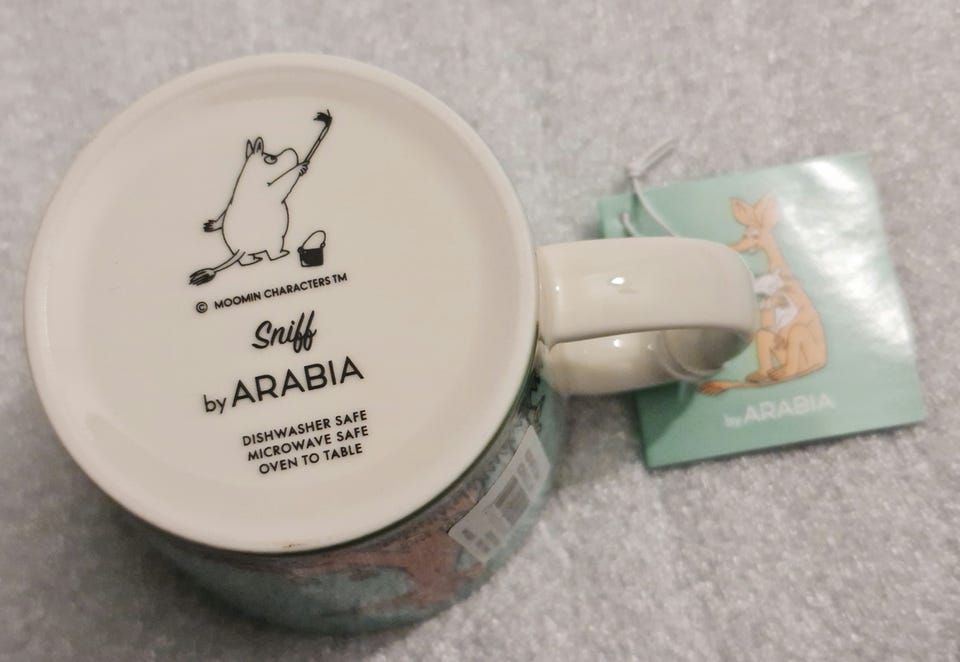 © MOOMIN CHARACTERS TM
Sniff
by ARABIA
DISHWASHER SAFE
MICROWAVE SAFE
OVEN TO TABLE
by ARABIA